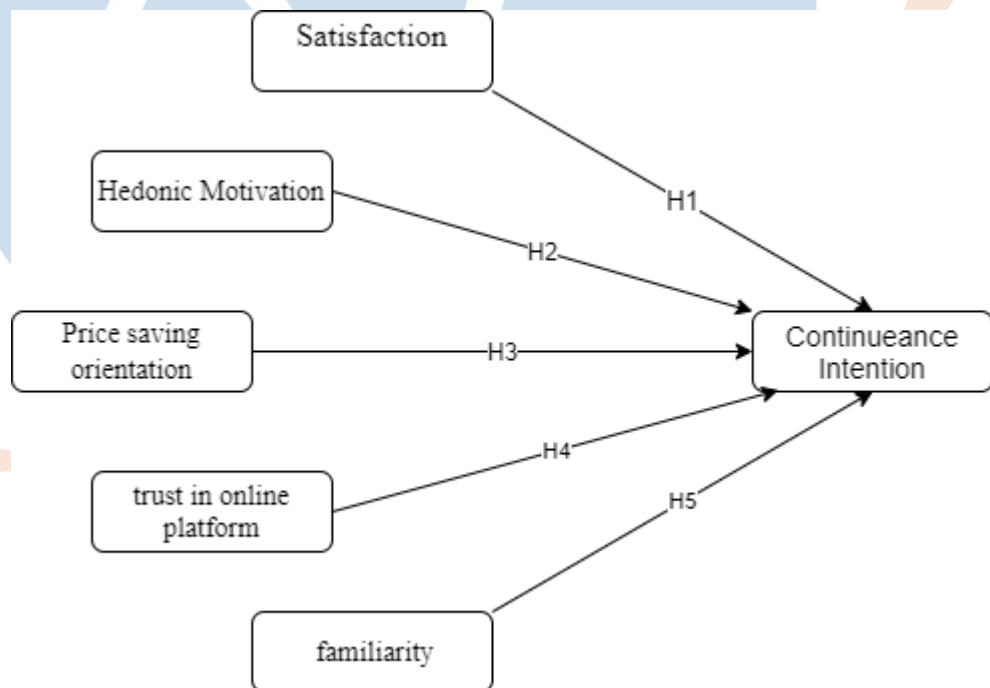 Satisfaction
H1
Hedonic Motivation
H2
Price saving
orientation
H3
Continueance
Intention
trust in online
platform
H4
H5
familiarity